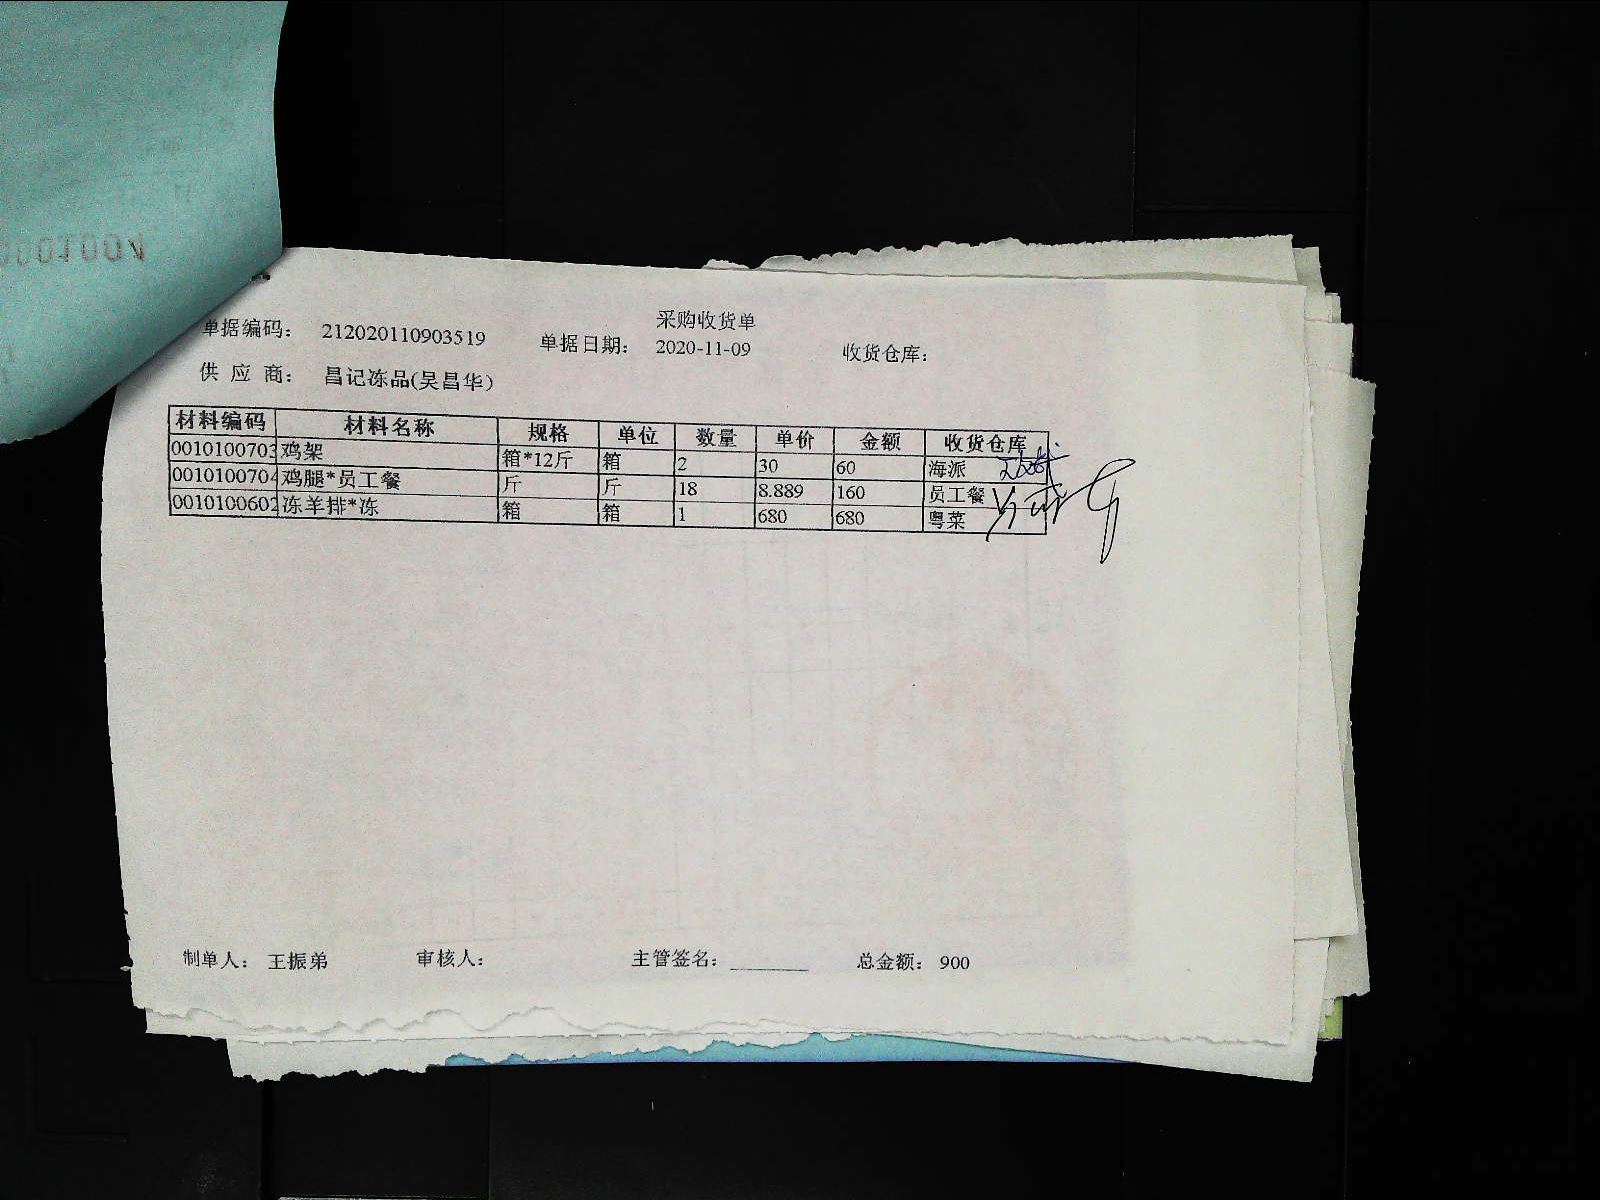 采购收货单
单据编码： 212020110903519 单据日期： 2020-11-09 收货仓库：
供 应 商： 昌记冻品(吴昌华)
材料编码 材料名称 规格 单位 数量 单价 金额 收货仓库
0010100703 鸡架 箱*12斤 箱 2 30 60 海派
0010100704 鸡腿*员工餐 斤 斤 18 8.889 160 员工餐
0010100602 冻羊排*冻 箱 箱 1 680 680 粤菜
制单人： 王振弟 审核人： 主管签名： 总金额： 900